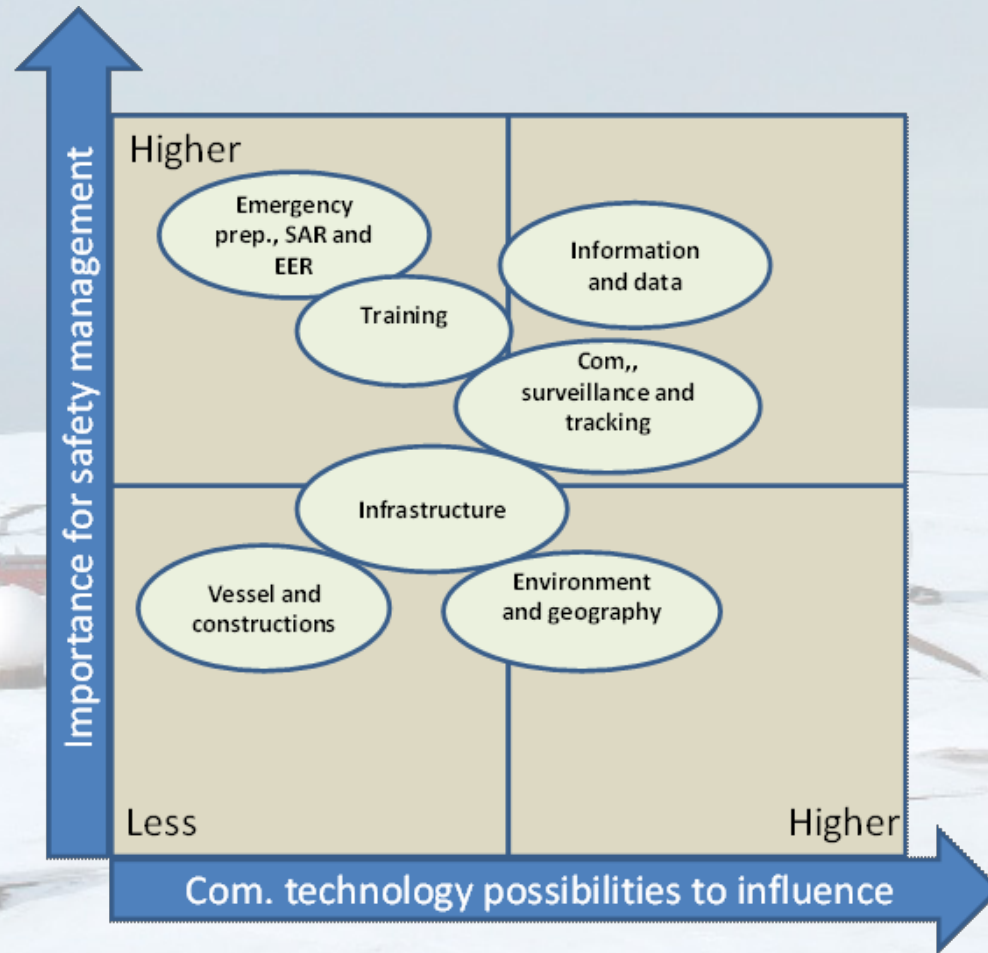 Importance for safety management
Higher
Emergency
prep., SAR and
EER
Information
and data
Training
Com,,
surveillance and
tracking
Infrastructure
Vessel and
constructions
Environment
and geography
Less
Higher
Com. technology possibilities to influence